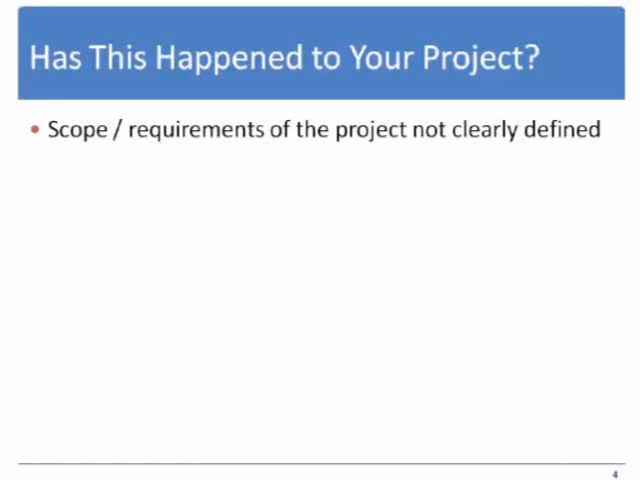 Has This Happened to Your Project?
• Scope / requirements of the project not clearly defined
4